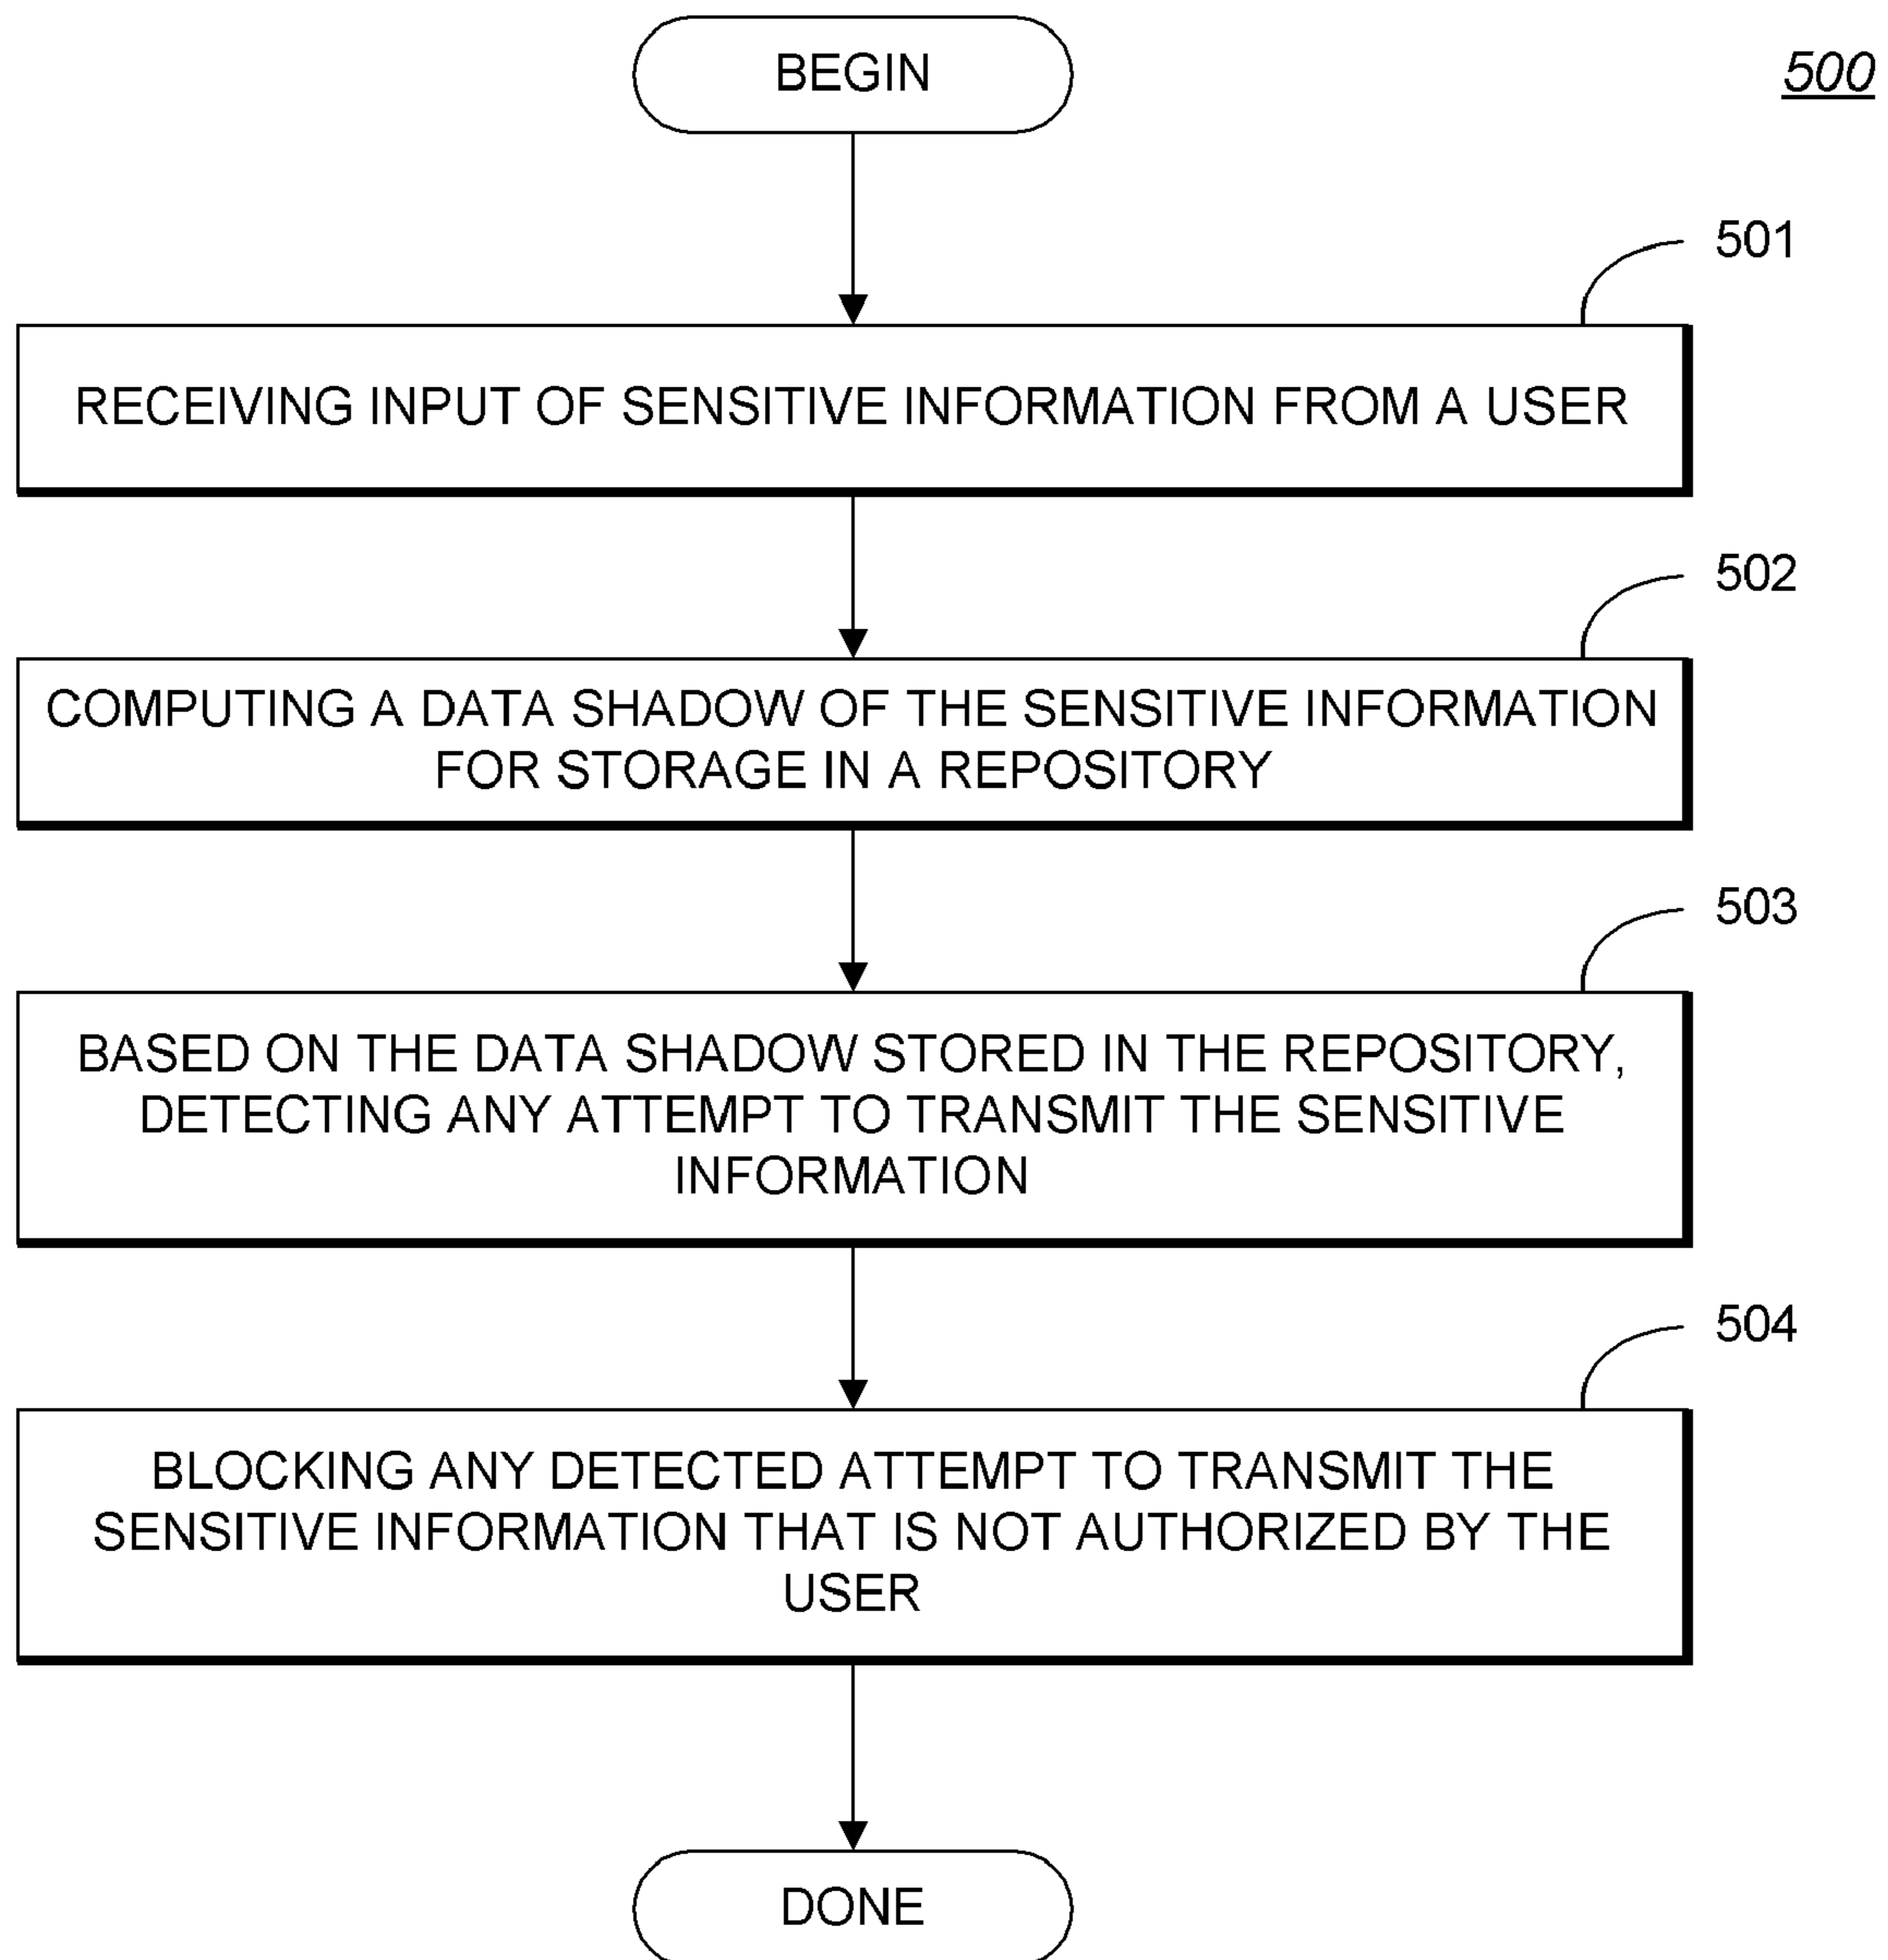 BEGIN
500
501
RECEIVING INPUT OF SENSITIVE INFORMATION FROM A USER
502
COMPUTING A DATA SHADOW OF THE SENSITIVE INFORMATION
FOR STORAGE IN A REPOSITORY
503
BASED ON THE DATA SHADOW STORED IN THE REPOSITORY,
DETECTING ANY ATTEMPT TO TRANSMIT THE SENSITIVE
INFORMATION
504
BLOCKING ANY DETECTED ATTEMPT TO TRANSMIT THE
SENSITIVE INFORMATION THAT IS NOT AUTHORIZED BY THE
USER
DONE